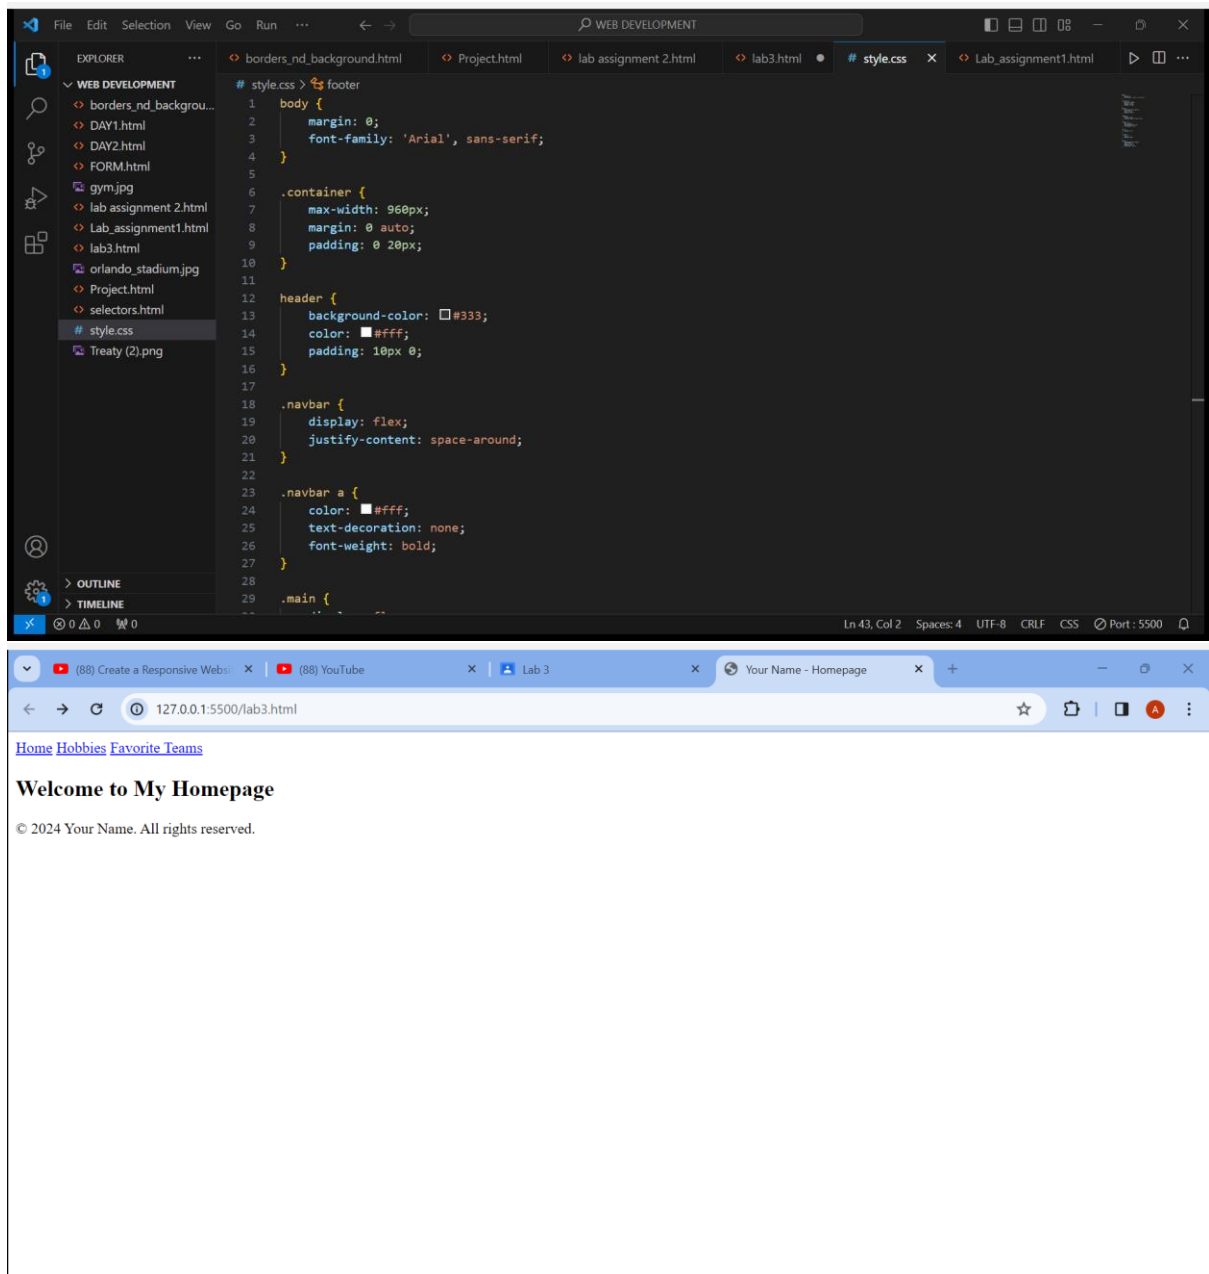 File Edit Selection View Go Run ··· WEB DEVELOPMENT
EXPLORER ··· borders_nd_background.html Project.html lab assignment 2.html lab3.html # style.css Lab_assignment1.html ···
WEB DEVELOPMENT
borders_nd_backgrou...
DAY1.html
DAY2.html
FORM.html
gym.jpg
lab assignment 2.html
Lab_assignment1.html
lab3.html
orlando_stadium.jpg
Project.html
selectors.html
# style.css
Treaty (2).png
OUTLINE
TIMELINE
# style.css > footer
1 body {
2 margin: 0;
3 font-family: 'Arial', sans-serif;
4 }
5
6 .container {
7 max-width: 960px;
8 margin: 0 auto;
9 padding: 0 20px;
10 }
11
12 header {
13 background-color: #333;
14 color: #fff;
15 padding: 10px 0;
16 }
17
18 .navbar {
19 display: flex;
20 justify-content: space-around;
21 }
22
23 .navbar a {
24 color: #fff;
25 text-decoration: none;
26 font-weight: bold;
27 }
28
29 .main {
0 0 0 Ln 43, Col 2 Spaces: 4 UTF-8 CRLF CSS Port : 5500
(88) Create a Responsive Websi (88) YouTube Lab 3 Your Name - Homepage
127.0.0.1:5500/lab3.html A
Home Hobbies Favorite Teams
Welcome to My Homepage
© 2024 Your Name. All rights reserved.